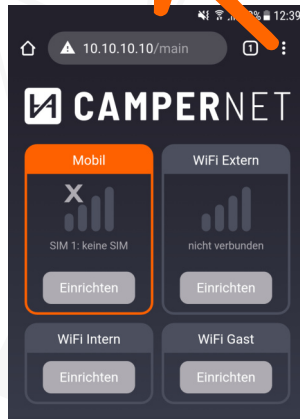 12:39
10.10.10.10/main
1
CAMPERNET
Mobil
WiFi Extern
X
SIM 1: keine SIM
nicht verbunden
Einrichten
Einrichten
WiFi Intern
WiFi Gast
Einrichten
Einrichten